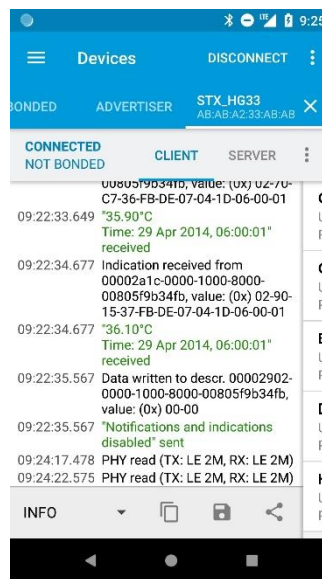 9:25
Devices
DISCONNECT
BONDED
ADVERTISER
STX_HG33
AB:AB:A2:33:AB:AB
CONNECTED
NOT BONDED
CLIENT
SERVER
00805f9b34fb, value: (0x) 02-70-
C7-36-FB-DE-07-04-1D-06-00-01
09:22:33.649 "35.90°C
Time: 29 Apr 2014, 06:00:01"
received
09:22:34.677 Indication received from
00002a1c-0000-1000-8000-
00805f9b34fb, value: (0x) 02-90-
15-37-FB-DE-07-04-1D-06-00-01
09:22:34.677 "36.10°C
Time: 29 Apr 2014, 06:00:01"
received
09:22:35.567 Data written to descr. 00002902-
0000-1000-8000-00805f9b34fb,
value: (0x) 00-00
09:22:35.567 "Notifications and indications
disabled" sent
09:24:17.478 PHY read (TX: LE 2M, RX: LE 2M)
09:24:22.575 PHY read (TX: LE 2M, RX: LE 2M)
INFO